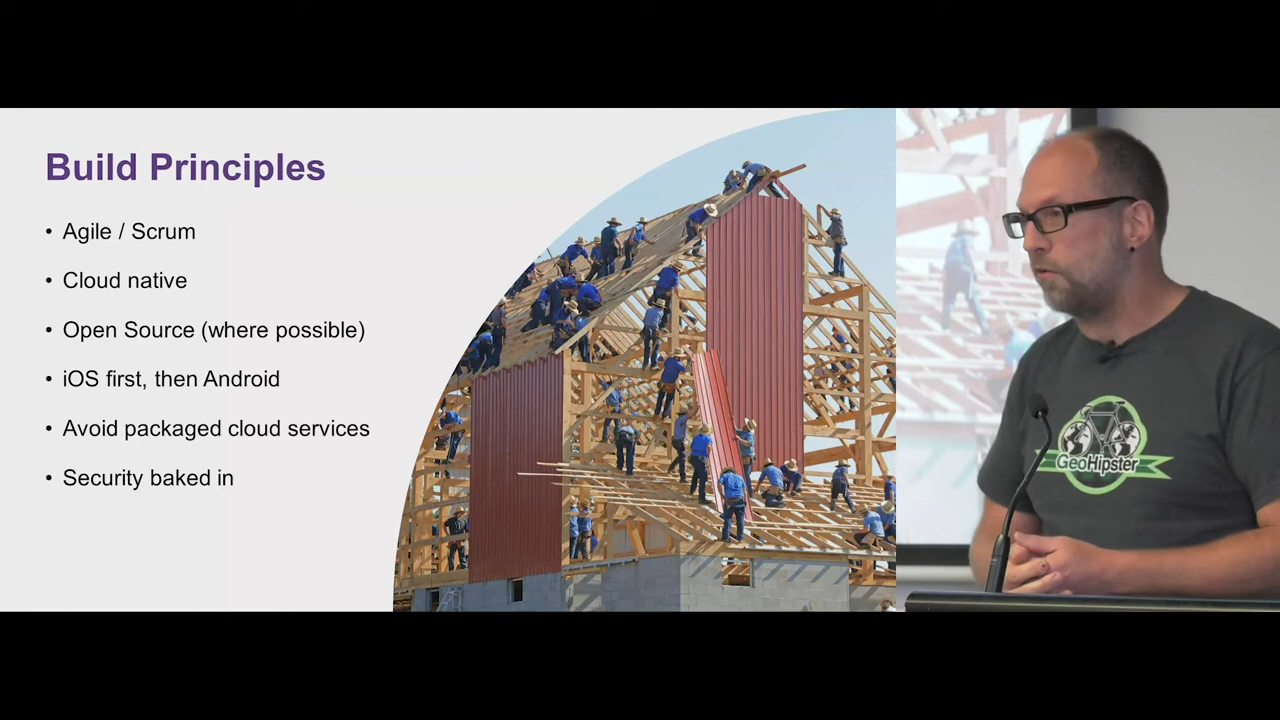 Build Principles
• Agile / Scrum
• Cloud native
• Open Source (where possible)
• iOS first, then Android
• Avoid packaged cloud services
• Security baked in
GeoHipster